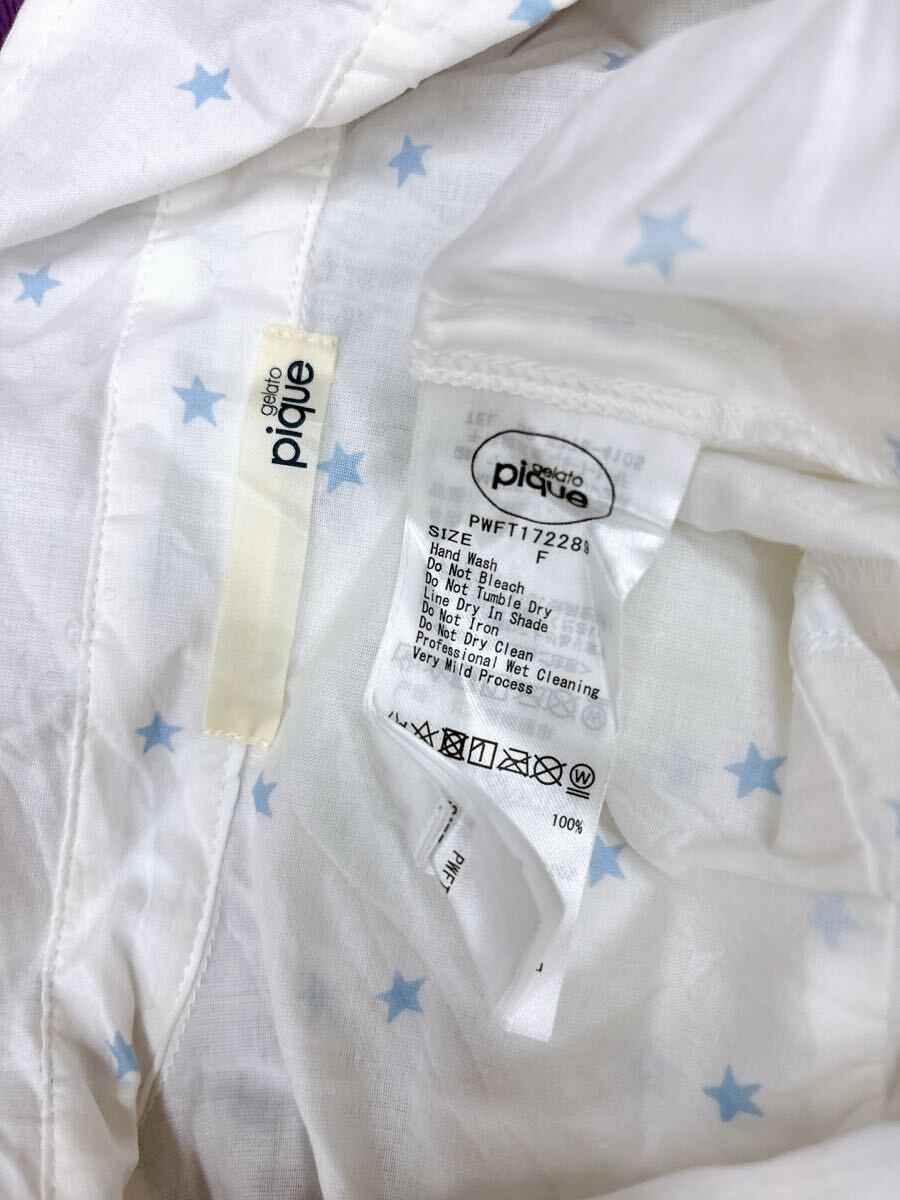 gelato
pique
gelato
pique
PWFT172289
SIZE
F
Hand Wash
Do Not Bleach
Do Not Tumble Dry
Line Dry In Shade
Do Not Iron
Do Not Dry Clean
Professional Wet Cleaning
Very Mild Process
W
100%
PWFT